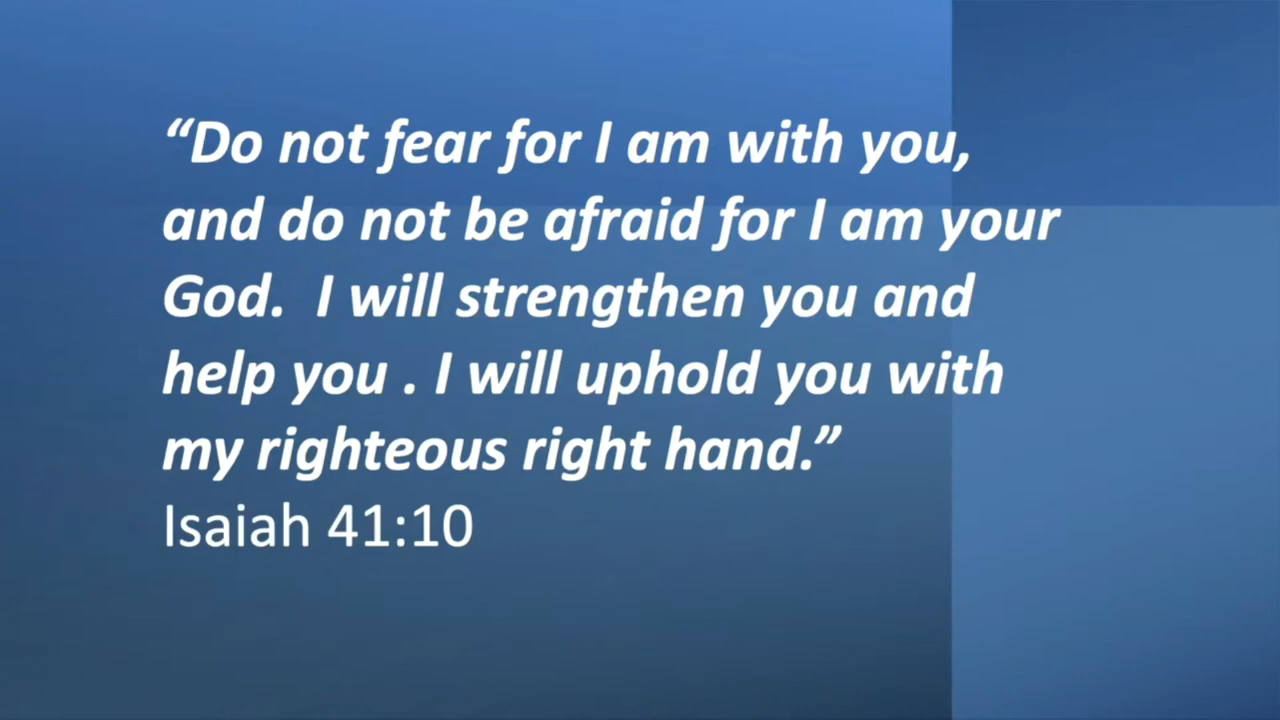 “Do not fear for I am with you,
and do not be afraid for I am your
God.  I will strengthen you and
help you . I will uphold you with
my righteous right hand.”
Isaiah 41:10